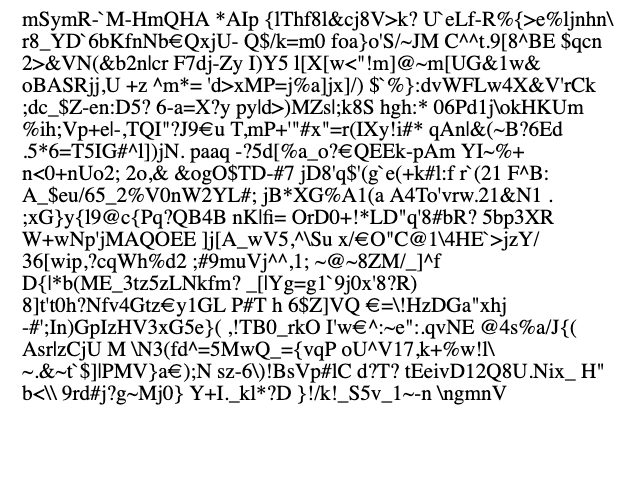 mSymR-`M-HmQHA *AIp {lThf8l&cj8V>k? U`eLf-R%{>e%ljnhn\
r8_YD`6bKfnNb€QxjU- Q$/k=m0 foa}o'S/~JM C^^t.9[8^BE $qcn
2>&VN(&b2n|cr F7dj-Zy I)Y5 l[X[w<"!m]@~m[UG&1w&
oBASRjj,U +z ^m*= 'd>xMP=j%a]jx]/) $`%}:dvWFLw4X&V'rCk
;dc_$Z-en:D5? 6-a=X?y py|d>)MZs|;k8S hgh:* 06Pd1j\okHKUm
%ih;Vp+e|-,TQI"?J9€u T,mP+'"#x"=r(IXy!i#* qAn|&(~B?6Ed
.5*6=T5IG#^l])jN. paaq -?5d[%a_o?€QEEk-pAm YI~%+
n<0+nUo2; 2o,& &ogO$TD-#7 jD8'q$'(g`e(+k#l:f r`(21 F^B:
A_$eu/65_2%V0nW2YL#; jB*XG%A1(a A4To'vrw.21&N1 .
;xG}y{l9@c{Pq?QB4B nK|fi= OrD0+!*LD"q'8#bR? 5bp3XR
W+wNp'jMAQOEE ]j[A_wV5,^\Su x/€O"C@1\4HE`>jzY/
36[wip,?cqWh%d2 ;#9muVj^^,1; ~@~8ZM/_]^f
D{|*b(ME_3tz5zLNkfm? _[|Yg=g1`9j0x'8?R)
8]t't0h?Nfv4Gtz€y1GL P#T h 6$Z]VQ €=\!HzDGa"xhj
-#';In)GpIzHV3xG5e}( ,!TB0_rkO I'w€^:~e":.qvNE @4s%a/J{(
Asr|zCjU M \N3(fd^=5MwQ_={vqP oU^V17,k+%w!l\
~.&~t`$]|PMV}a€);N sz-6\)!BsVp#lC d?T? tEeivD12Q8U.Nix_ H"
b<\\ 9rd#j?g~Mj0} Y+I._kl*?D }!/k!_S5v_1~-n \ngmnV